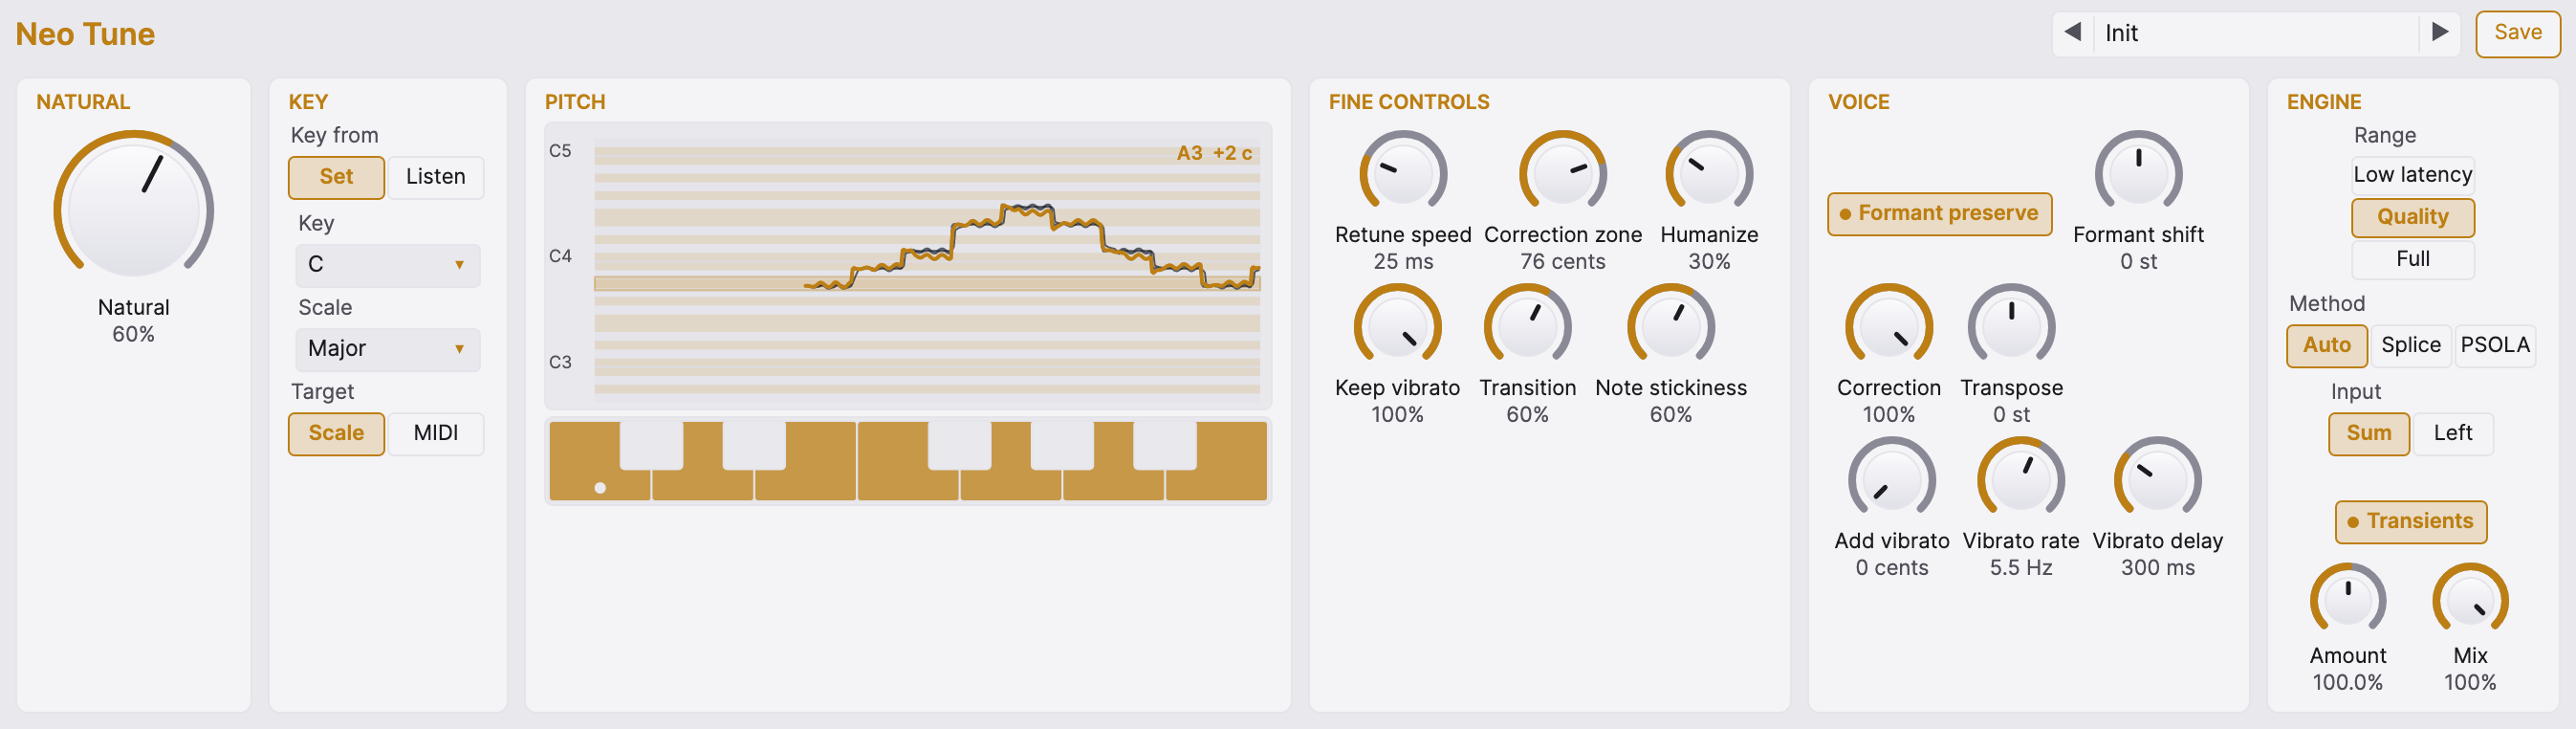 Neo Tune
Init
Save
NATURAL
Natural
60%
KEY
Key from
Set Listen
Key
C
Scale
Major
Target
Scale MIDI
PITCH
C5
A3 +2 c
C4
C3
FINE CONTROLS
Retune speed Correction zone Humanize
25 ms 76 cents 30%
Keep vibrato Transition Note stickiness
100% 60% 60%
VOICE
Formant preserve
Formant shift
0 st
Correction Transpose
100% 0 st
Add vibrato Vibrato rate Vibrato delay
0 cents 5.5 Hz 300 ms
ENGINE
Range
Low latency
Quality
Full
Method
Auto Splice PSOLA
Input
Sum Left
Transients
Amount Mix
100.0% 100%